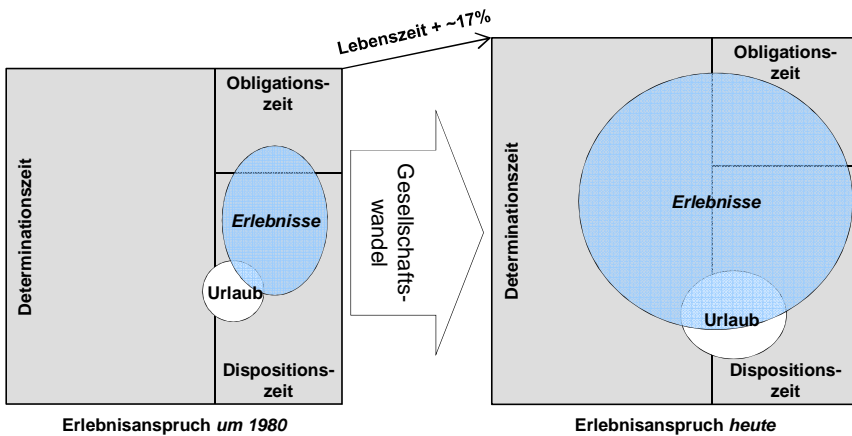 Lebenszeit + ~17%
Obligations-
zeit
Determinationszeit
Erlebnisse
Urlaub
Dispositions-
zeit
Erlebnisanspruch um 1980
Gesellschafts-
wandel
Obligations-
zeit
Determinationszeit
Erlebnisse
Urlaub
Dispositions-
zeit
Erlebnisanspruch heute